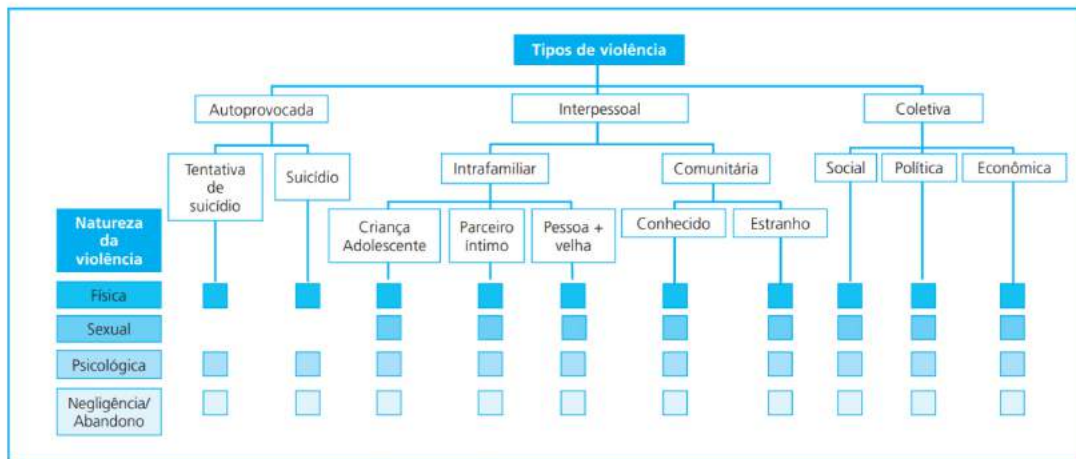 Tipos de violência
Autoprovocada
Interpessoal
Coletiva
Tentativa
de
suicídio
Suicídio
Intrafamiliar
Comunitária
Social
Política
Econômica
Natureza
da
violência
Criança
Adolescente
Parceiro
íntimo
Pessoa +
velha
Conhecido
Estranho
Física
Sexual
Psicológica
Negligência/
Abandono